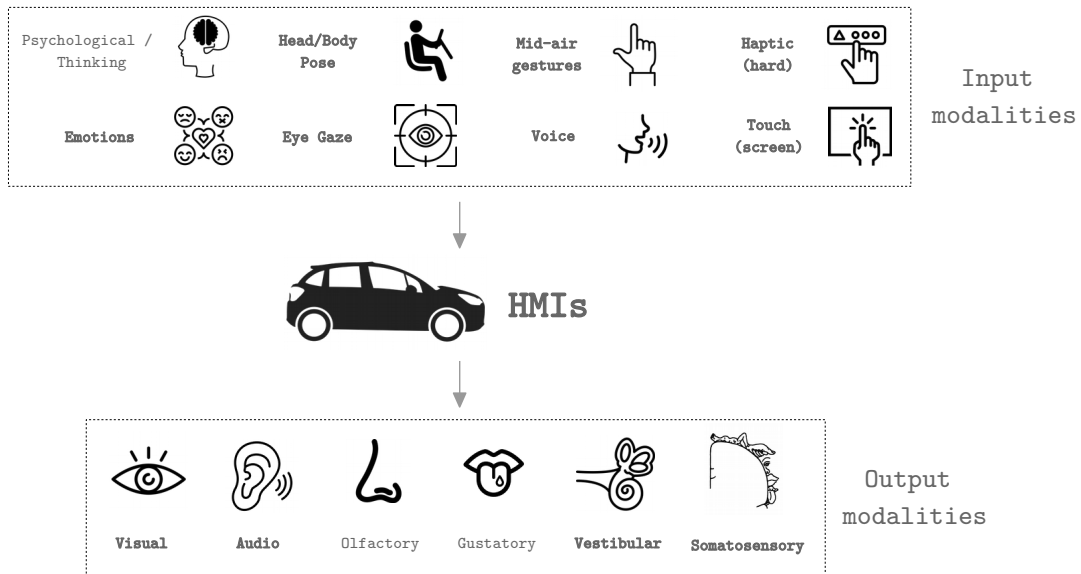 Psychological /
Thinking
Head/Body
Pose
Mid-air
gestures
Haptic
(hard)
Emotions
Eye Gaze
Voice
Touch
(screen)
Input
modalities
HMIs
Visual
Audio
Olfactory
Gustatory
Vestibular
Somatosensory
Output
modalities